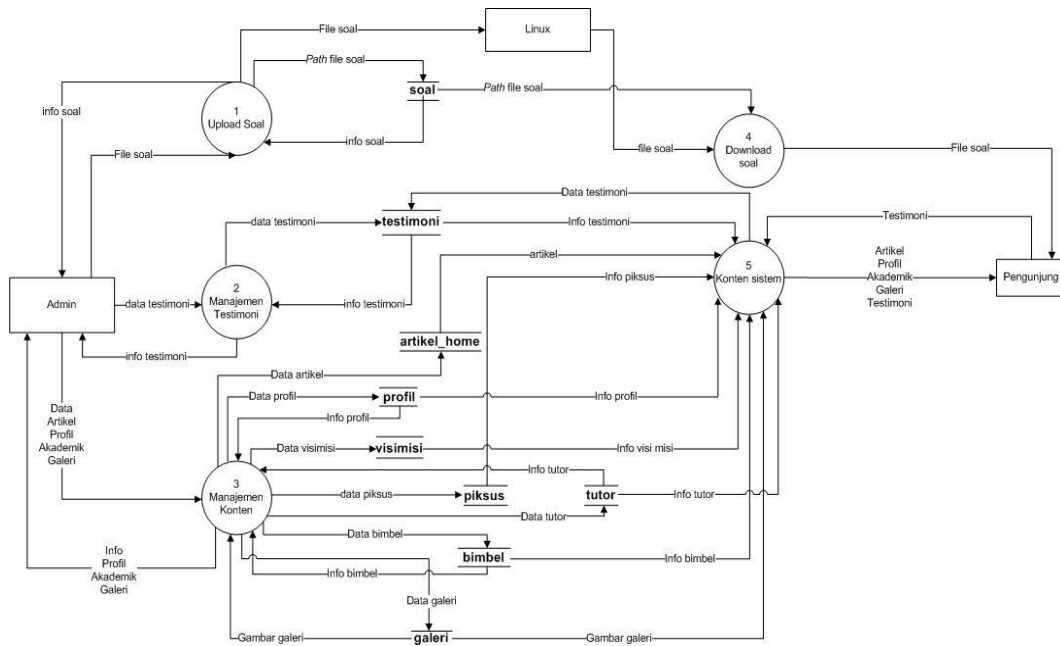 File soal
Linux
Path file soal
soal
Path file soal
info soal
1
Upload Soal
info soal
4
Download
soal
File soal
file soal
File soal
Data testimoni
data testimoni
testimoni
Info testimoni
Testimoni
artikel
5
Konten sistem
Artikel
Profil
Akademik
Galeri
Testimoni
Pengunjung
Info piksus
Admin
data testimoni
2
Manajemen
Testimoni
info testimoni
info testimoni
artikel_home
Data artikel
Data profil
profil
Info profil
Info profil
Data
Artikel
Profil
Akademik
Galeri
Data visimisi
visimisi
Info visi misi
Info tutor
3
Manajemen
Konten
data piksus
piksus
tutor
Info tutor
Data tutor
Data bimbel
bimbel
Info bimbel
Info bimbel
Info
Profil
Akademik
Galeri
Data galeri
Gambar galeri
galeri
Gambar galeri